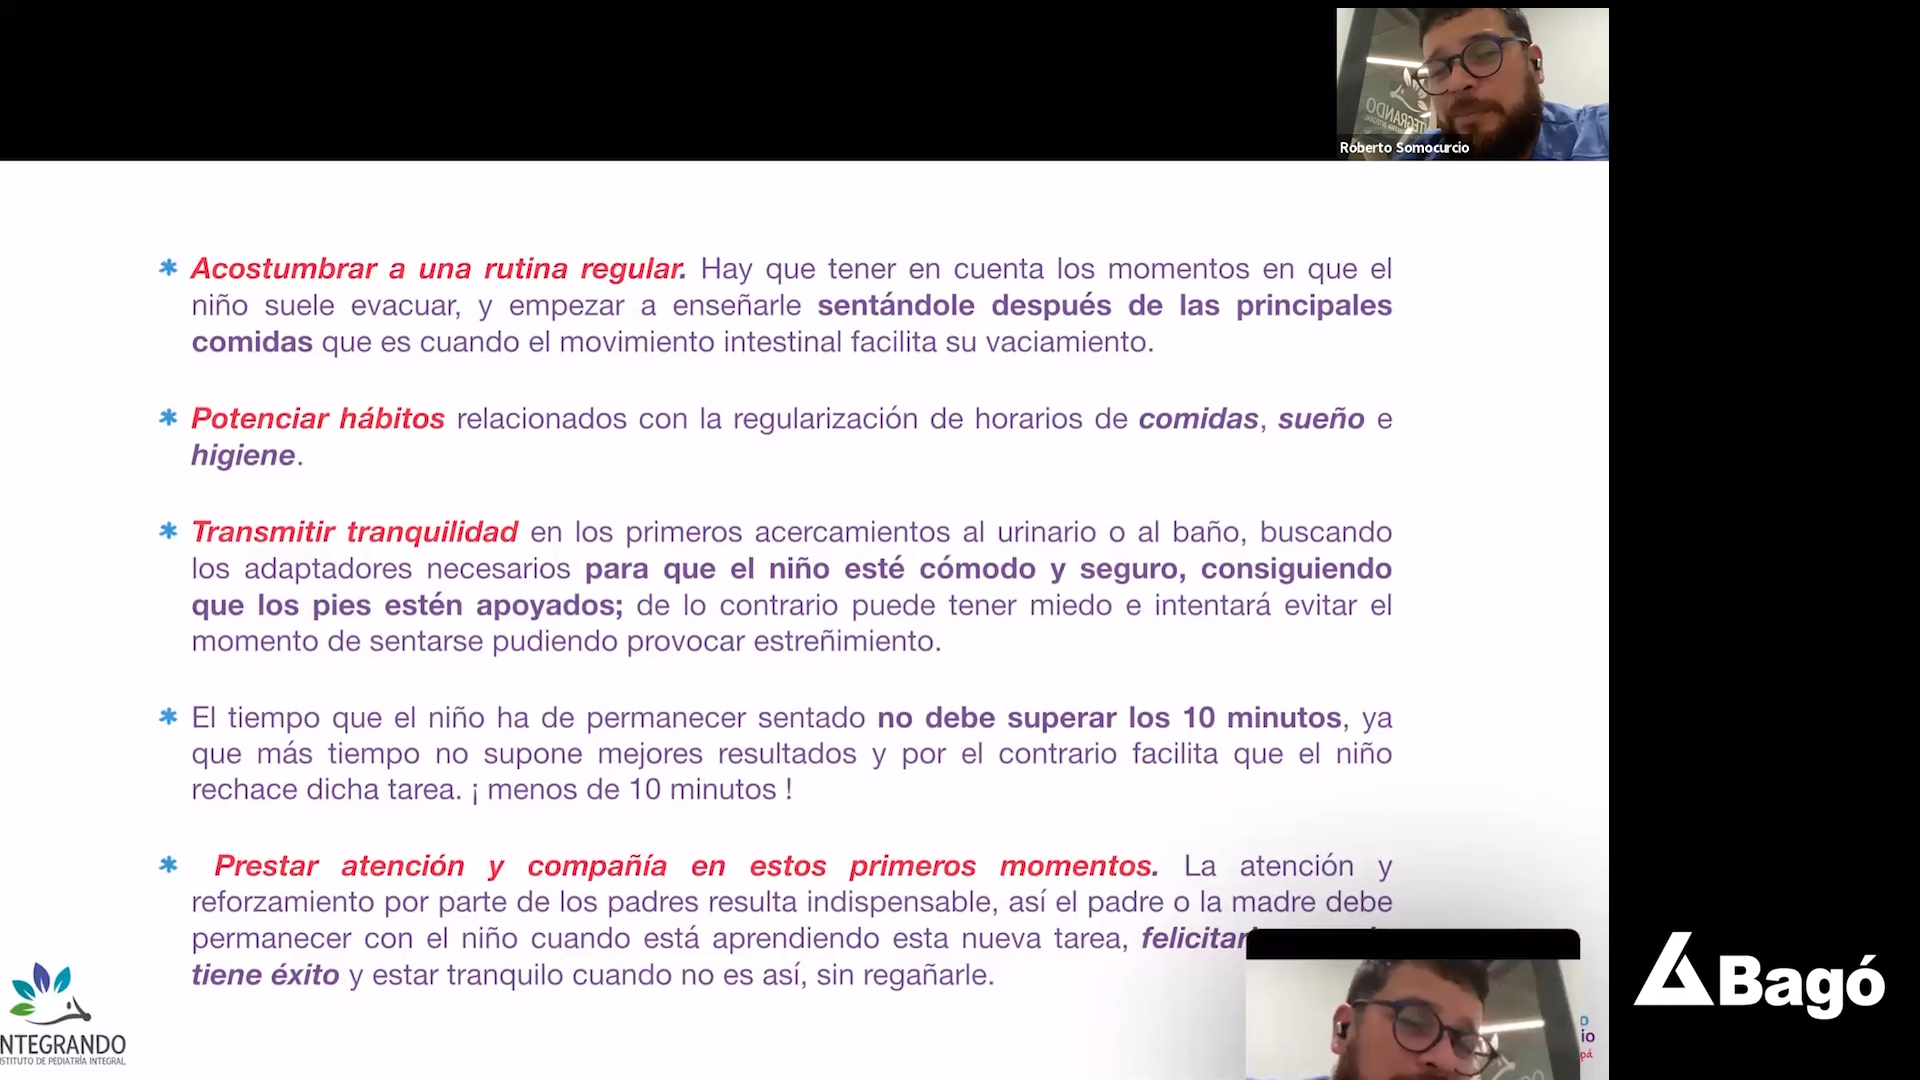 Roberto Somocurcio
* Acostumbrar a una rutina regular. Hay que tener en cuenta los momentos en que el
niño suele evacuar, y empezar a enseñarle sentándole después de las principales
comidas que es cuando el movimiento intestinal facilita su vaciamiento.
* Potenciar hábitos relacionados con la regularización de horarios de comidas, sueño e
higiene.
* Transmitir tranquilidad en los primeros acercamientos al urinario o al baño, buscando
los adaptadores necesarios para que el niño esté cómodo y seguro, consiguiendo
que los pies estén apoyados; de lo contrario puede tener miedo e intentará evitar el
momento de sentarse pudiendo provocar estreñimiento.
* El tiempo que el niño ha de permanecer sentado no debe superar los 10 minutos, ya
que más tiempo no supone mejores resultados y por el contrario facilita que el niño
rechace dicha tarea. ¡ menos de 10 minutos !
* Prestar atención y compañía en estos primeros momentos. La atención y
reforzamiento por parte de los padres resulta indispensable, así el padre o la madre debe
permanecer con el niño cuando está aprendiendo esta nueva tarea,
tiene éxito y estar tranquilo cuando no es así, sin regañarle.
NTEGRANDO
STITUTO DE PEDIATRÍA INTEGRAL
Bagó